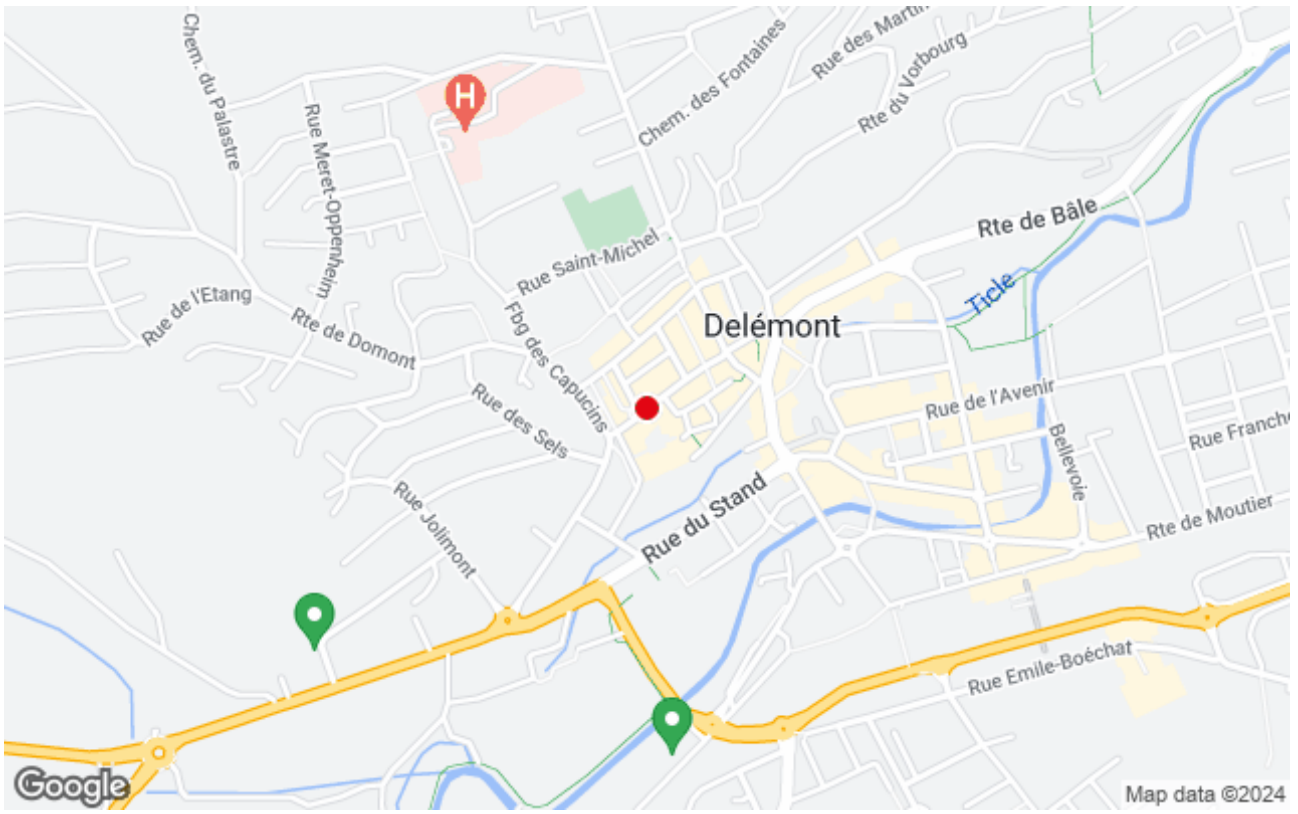 Chem. du Palastre
Rue Meret-Oppenheim
H
Chem. des Fontaines
Rue des Martin
Rte du Vorbourg
Rte de Bâle
Ticle
Rue Saint-Michel
Rue de l'Etang
Rte de Domont
Fbg des Capucins
Delémont
Rue des Sels
Rue de l'Avenir
Rue Franche
Bellevoie
Rue Jolimont
Rue du Stand
Rte de Moutier
Rue Emile-Boéchat
Google
Map data ©2024